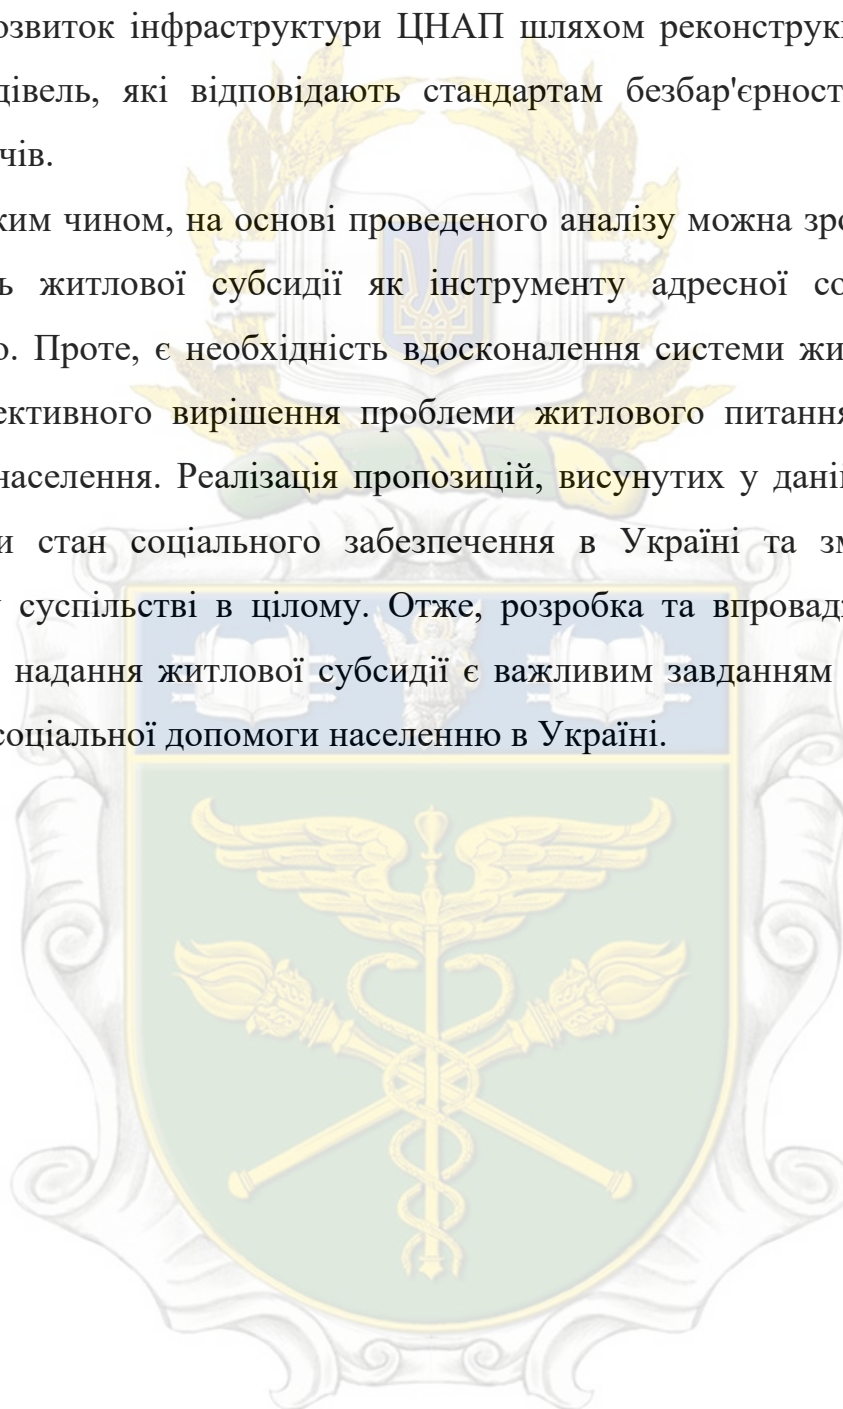 озвиток інфраструктури ЦНАП шляхом реконструк
дівель, які відповідають стандартам безбар'єрност
чів.
ким чином, на основі проведеного аналізу можна зро
ь житлової субсидії як інструменту адресної со
о. Проте, є необхідність вдосконалення системи жи
ективного вирішення проблеми житлового питання
населення. Реалізація пропозицій, висунутих у даній
и стан соціального забезпечення в Україні та зм
у суспільстві в цілому. Отже, розробка та впровад
надання житлової субсидії є важливим завданням
соціальної допомоги населенню в Україні.